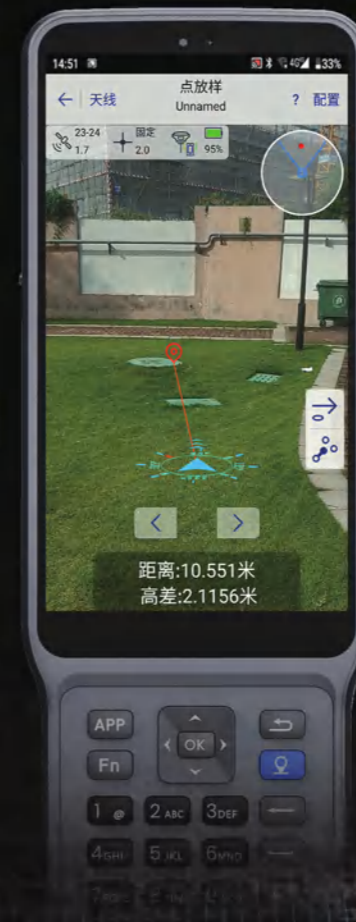 14:51 33%
点放样
天线 Unnamed ? 配置
23-24 固定
1.7 2.0 95%
距离:10.551米
高差:2.1156米
APP
OK
Fn
1 @ 2 ABC 3 DEF
4 GHI 5 JKL 6 MNO